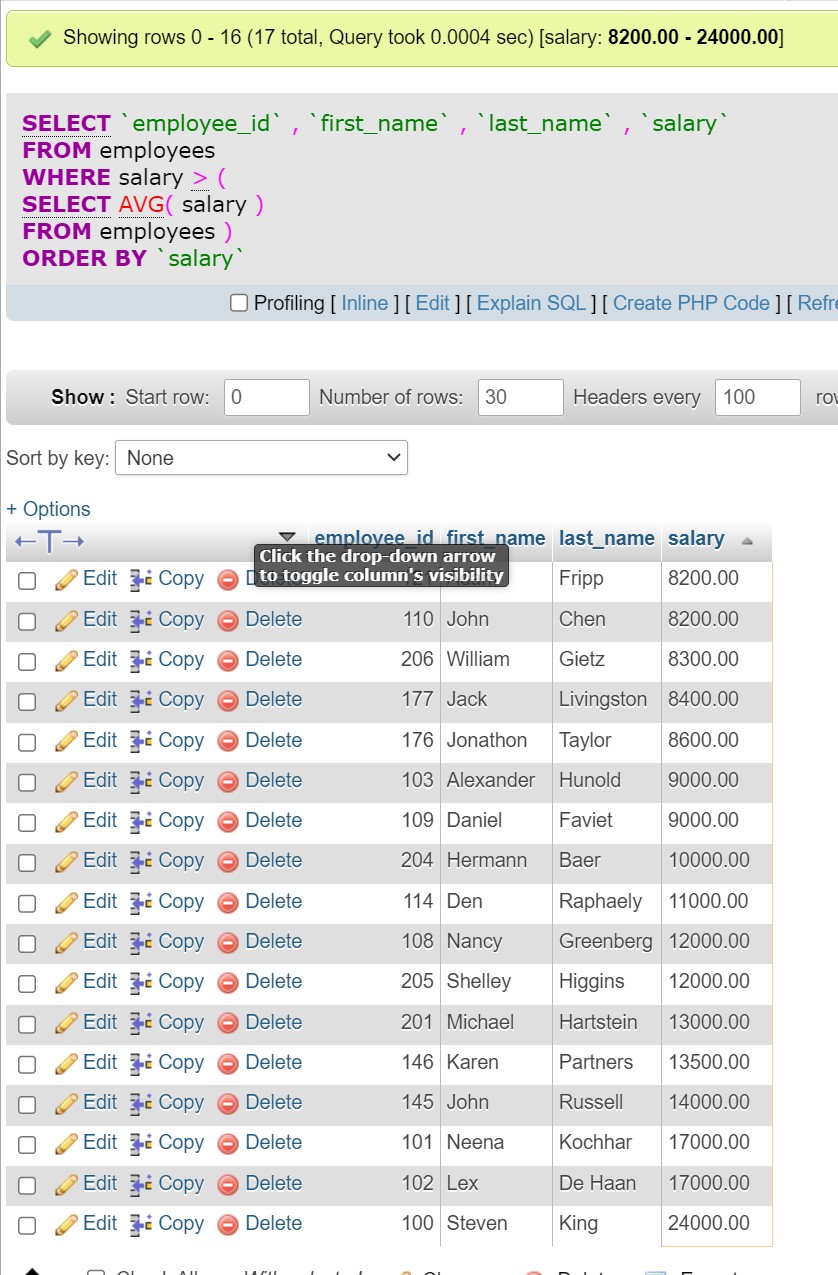 Showing rows 0 - 16 (17 total, Query took 0.0004 sec) [salary: 8200.00 - 24000.00]
SELECT `employee_id` , `first_name` , `last_name` , `salary`
FROM employees
WHERE salary > (
SELECT AVG( salary )
FROM employees )
ORDER BY `salary`
Profiling [ Inline ] [ Edit ] [ Explain SQL ] [ Create PHP Code ] [ Refre
Show : Start row: 0 Number of rows: 30 Headers every 100 row
Sort by key: None
+ Options
←T→ employee_id first_name last_name salary
Click the drop-down arrow
to toggle column's visibility
Edit Copy Fripp 8200.00
Edit Copy Delete 110 John Chen 8200.00
Edit Copy Delete 206 William Gietz 8300.00
Edit Copy Delete 177 Jack Livingston 8400.00
Edit Copy Delete 176 Jonathon Taylor 8600.00
Edit Copy Delete 103 Alexander Hunold 9000.00
Edit Copy Delete 109 Daniel Faviet 9000.00
Edit Copy Delete 204 Hermann Baer 10000.00
Edit Copy Delete 114 Den Raphaely 11000.00
Edit Copy Delete 108 Nancy Greenberg 12000.00
Edit Copy Delete 205 Shelley Higgins 12000.00
Edit Copy Delete 201 Michael Hartstein 13000.00
Edit Copy Delete 146 Karen Partners 13500.00
Edit Copy Delete 145 John Russell 14000.00
Edit Copy Delete 101 Neena Kochhar 17000.00
Edit Copy Delete 102 Lex De Haan 17000.00
Edit Copy Delete 100 Steven King 24000.00